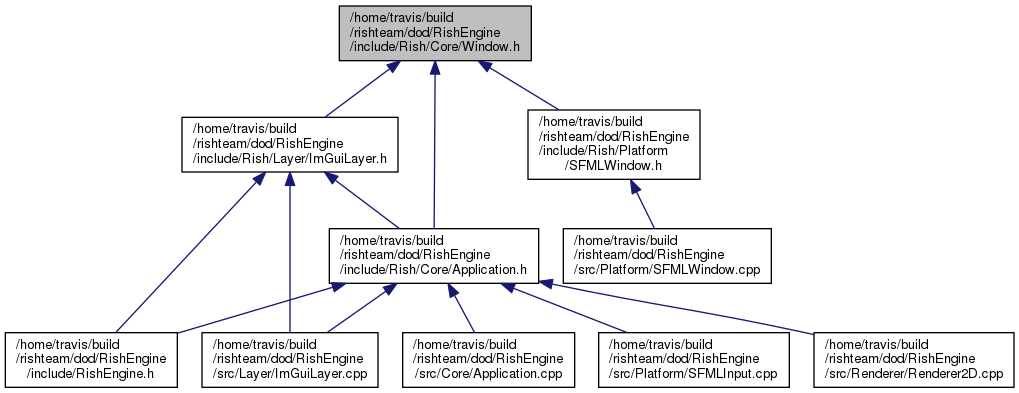 /home/travis/build
/rishteam/dod/RishEngine
/include/Rish/Core/Window.h
/home/travis/build
/rishteam/dod/RishEngine
/include/Rish/Layer/ImGuiLayer.h
/home/travis/build
/rishteam/dod/RishEngine
/include/Rish/Platform
/SFMLWindow.h
/home/travis/build
/rishteam/dod/RishEngine
/include/Rish/Core/Application.h
/home/travis/build
/rishteam/dod/RishEngine
/src/Platform/SFMLWindow.cpp
/home/travis/build
/rishteam/dod/RishEngine
/include/RishEngine.h
/home/travis/build
/rishteam/dod/RishEngine
/src/Layer/ImGuiLayer.cpp
/home/travis/build
/rishteam/dod/RishEngine
/src/Core/Application.cpp
/home/travis/build
/rishteam/dod/RishEngine
/src/Platform/SFMLInput.cpp
/home/travis/build
/rishteam/dod/RishEngine
/src/Renderer/Renderer2D.cpp